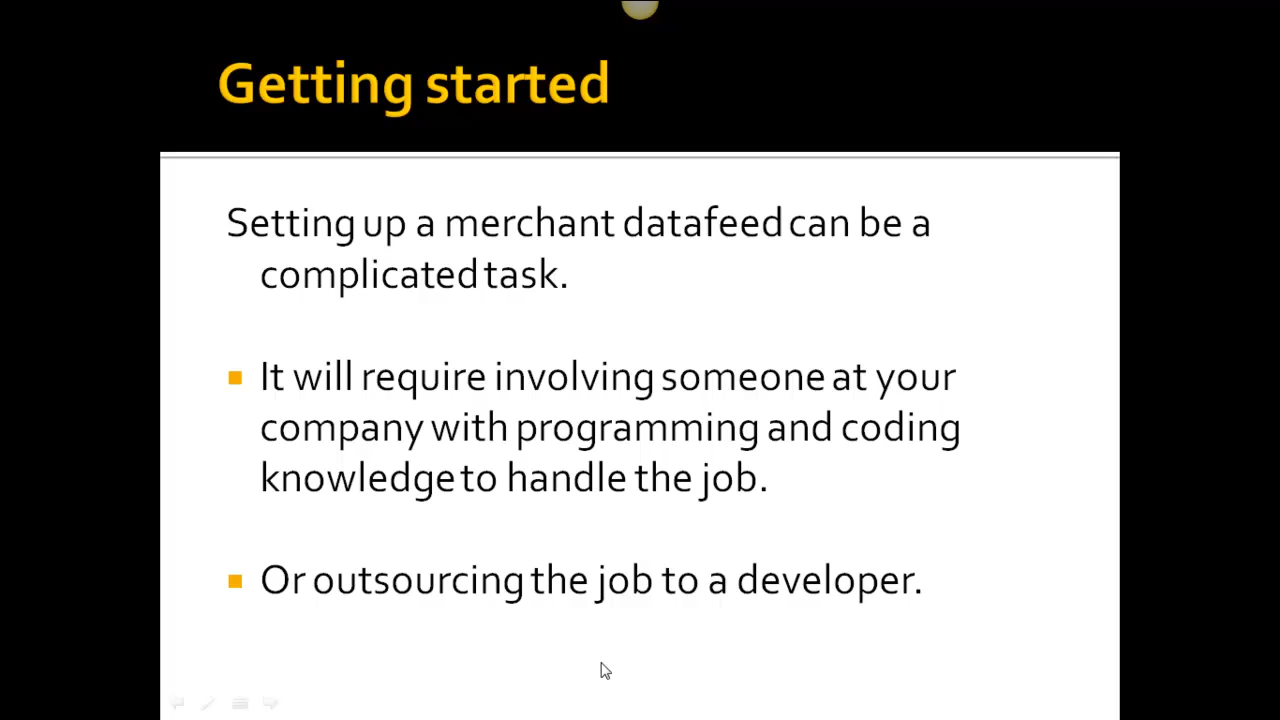 Getting started
Setting up a merchant datafeed can be a
complicated task.
It will require involving someone at your
company with programming and coding
knowledge to handle the job.
Or outsourcing the job to a developer.